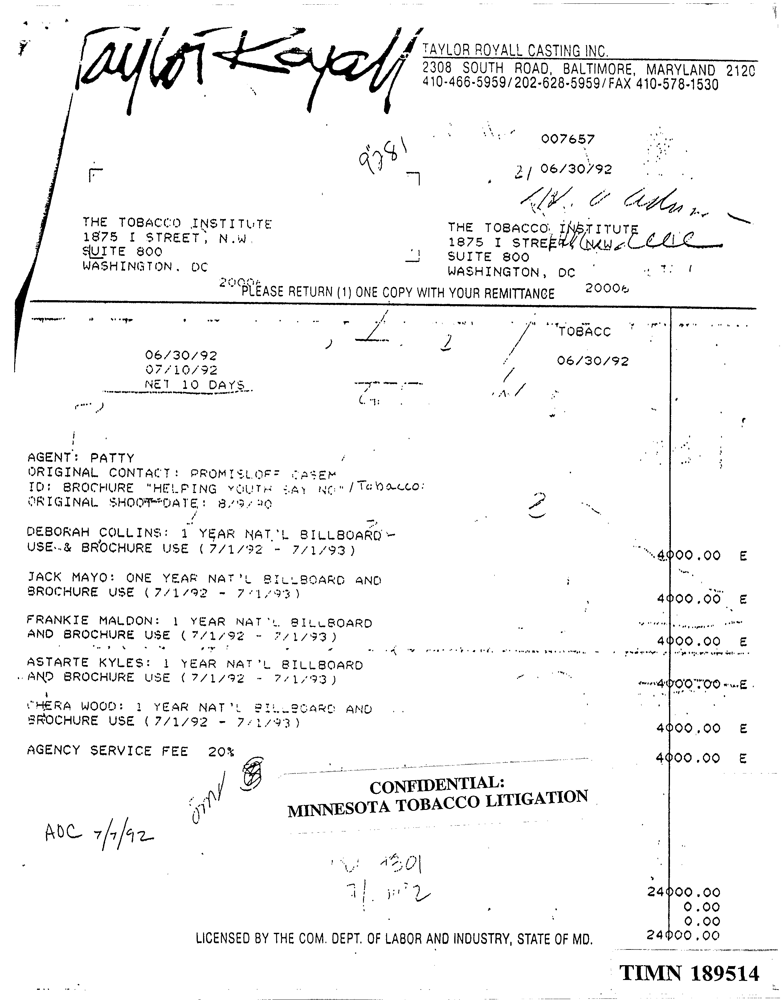 Taylor Royall
TAYLOR ROYALL CASTING INC.
2308 SOUTH ROAD, BALTIMORE, MARYLAND 2120
410-466-5959/202-628-5959/FAX 410-578-1530
007657
9781
21 06/30/92
THE TOBACCO INSTITUTE
1875 I STREET, N.W.
SUITE 800
WASHINGTON, DC
20006
THE TOBACCO INSTITUTE
1875 I STREET N.W.
SUITE 800
WASHINGTON, DC
20006
PLEASE RETURN (1) ONE COPY WITH YOUR REMITTANCE
TOBACC
06/30/92
07/10/92
NET 10 DAYS
06/30/92
AGENT: PATTY
ORIGINAL CONTACT: PROMISLOFF CASEM
ID: BROCHURE "HELPING YOUTH SAY NO"/Tobacco:
ORIGINAL SHOOT DATE: 8/9/90
2
DEBORAH COLLINS: 1 YEAR NAT'L BILLBOARD
USE & BROCHURE USE (7/1/92 - 7/1/93) 4000.00 E
JACK MAYO: ONE YEAR NAT'L BILLBOARD AND
BROCHURE USE (7/1/92 - 7/1/93) 4000.00 E
FRANKIE MALDON: 1 YEAR NAT'L BILLBOARD
AND BROCHURE USE (7/1/92 - 7/1/93) 4000.00 E
ASTARTE KYLES: 1 YEAR NAT'L BILLBOARD
AND BROCHURE USE (7/1/92 - 7/1/93) 4000.00 E
CHERA WOOD: 1 YEAR NAT'L BILLBOARD AND
BROCHURE USE (7/1/92 - 7/1/93) 4000.00 E
AGENCY SERVICE FEE 20% 4000.00 E
CONFIDENTIAL:
MINNESOTA TOBACCO LITIGATION
ADC 7/7/92
1301
24000.00
0.00
0.00
24000.00
LICENSED BY THE COM. DEPT. OF LABOR AND INDUSTRY, STATE OF MD.
TIMN 189514